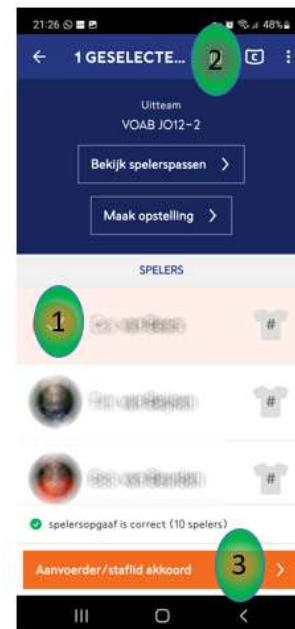 21:26
48%
1 GESELECTE...
2
C
Uitteam
VOAB JO12-2
Bekijk spelerspassen
Maak opstelling
SPELERS
1
#
#
#
spelersopgaaf is correct (10 spelers)
Aanvoerder/staflid akkoord
3